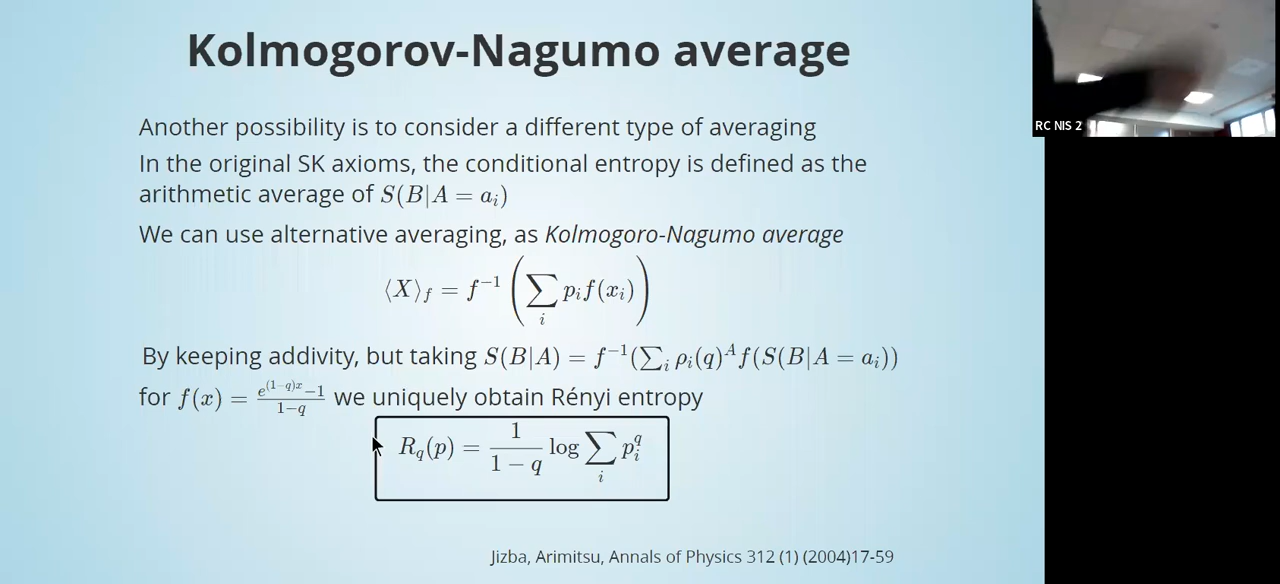 Kolmogorov-Nagumo average
RC NIS 2
Another possibility is to consider a different type of averaging
In the original SK axioms, the conditional entropy is defined as the
arithmetic average of S(B|A = a_i)
We can use alternative averaging, as Kolmogoro-Nagumo average
⟨X⟩_f = f^{-1} ( ∑_i p_i f(x_i) )
By keeping addivity, but taking S(B|A) = f^{-1}(∑_i ρ_i(q)^A f(S(B|A = a_i))
for f(x) = \frac{e^{(1-q)x}-1}{1-q} we uniquely obtain Rényi entropy
R_q(p) = \frac{1}{1-q} log ∑_i p_i^q
Jizba, Arimitsu, Annals of Physics 312 (1) (2004)17-59